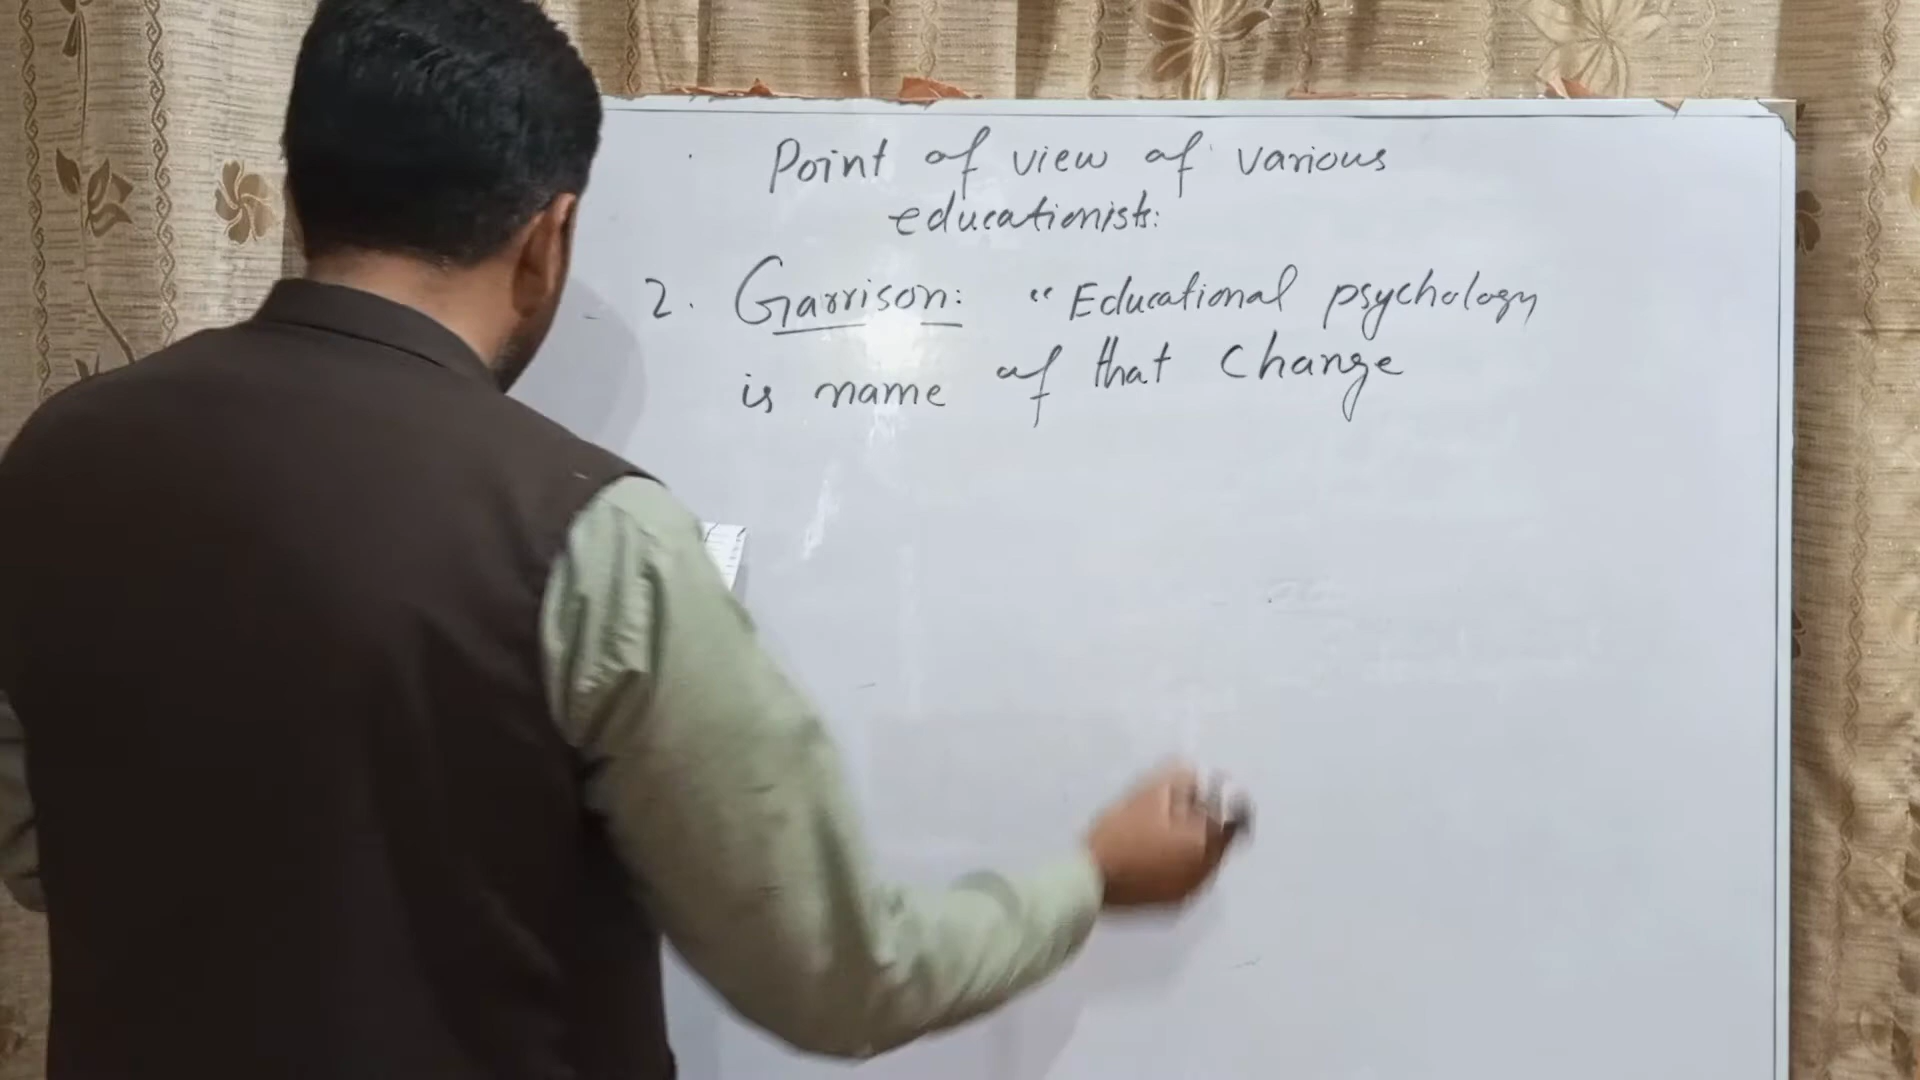 Point of view of various
educationists:
2. Garrison: "Educational psychology
is name of that change